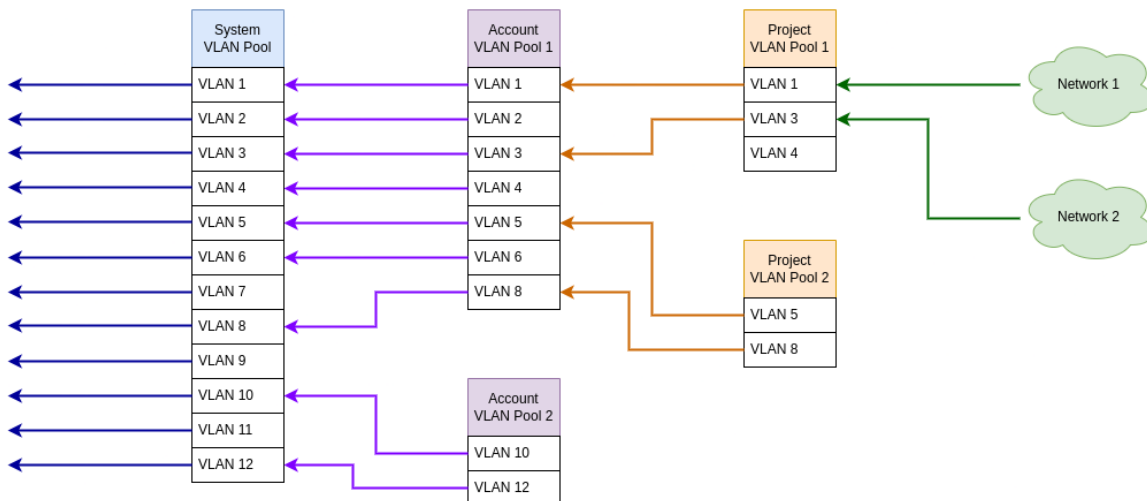 System
VLAN Pool
VLAN 1
VLAN 2
VLAN 3
VLAN 4
VLAN 5
VLAN 6
VLAN 7
VLAN 8
VLAN 9
VLAN 10
VLAN 11
VLAN 12
Account
VLAN Pool 1
VLAN 1
VLAN 2
VLAN 3
VLAN 4
VLAN 5
VLAN 6
VLAN 8
Account
VLAN Pool 2
VLAN 10
VLAN 12
Project
VLAN Pool 1
VLAN 1
VLAN 3
VLAN 4
Project
VLAN Pool 2
VLAN 5
VLAN 8
Network 1
Network 2